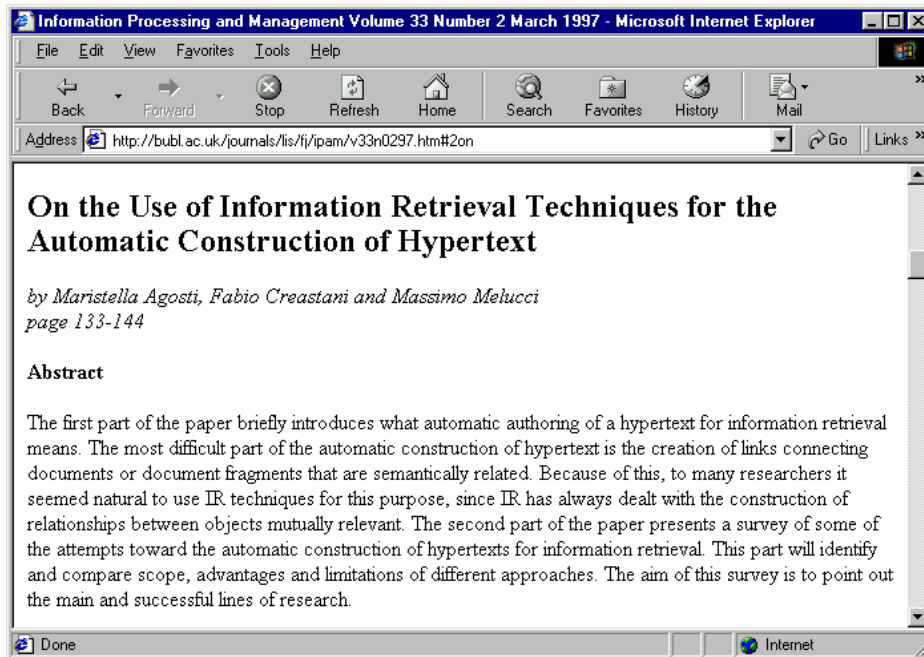 Information Processing and Management Volume 33 Number 2 March 1997 - Microsoft Internet Explorer
File Edit View Favorites Tools Help
Back Forward Stop Refresh Home Search Favorites History Mail »
Address http://bubl.ac.uk/journals/lis/fj/ipam/v33n0297.htm#2on Go Links »
On the Use of Information Retrieval Techniques for the
Automatic Construction of Hypertext
by Maristella Agosti, Fabio Creastani and Massimo Melucci
page 133-144
Abstract
The first part of the paper briefly introduces what automatic authoring of a hypertext for information retrieval
means. The most difficult part of the automatic construction of hypertext is the creation of links connecting
documents or document fragments that are semantically related. Because of this, to many researchers it
seemed natural to use IR techniques for this purpose, since IR has always dealt with the construction of
relationships between objects mutually relevant. The second part of the paper presents a survey of some of
the attempts toward the automatic construction of hypertexts for information retrieval. This part will identify
and compare scope, advantages and limitations of different approaches. The aim of this survey is to point out
the main and successful lines of research.
Done Internet